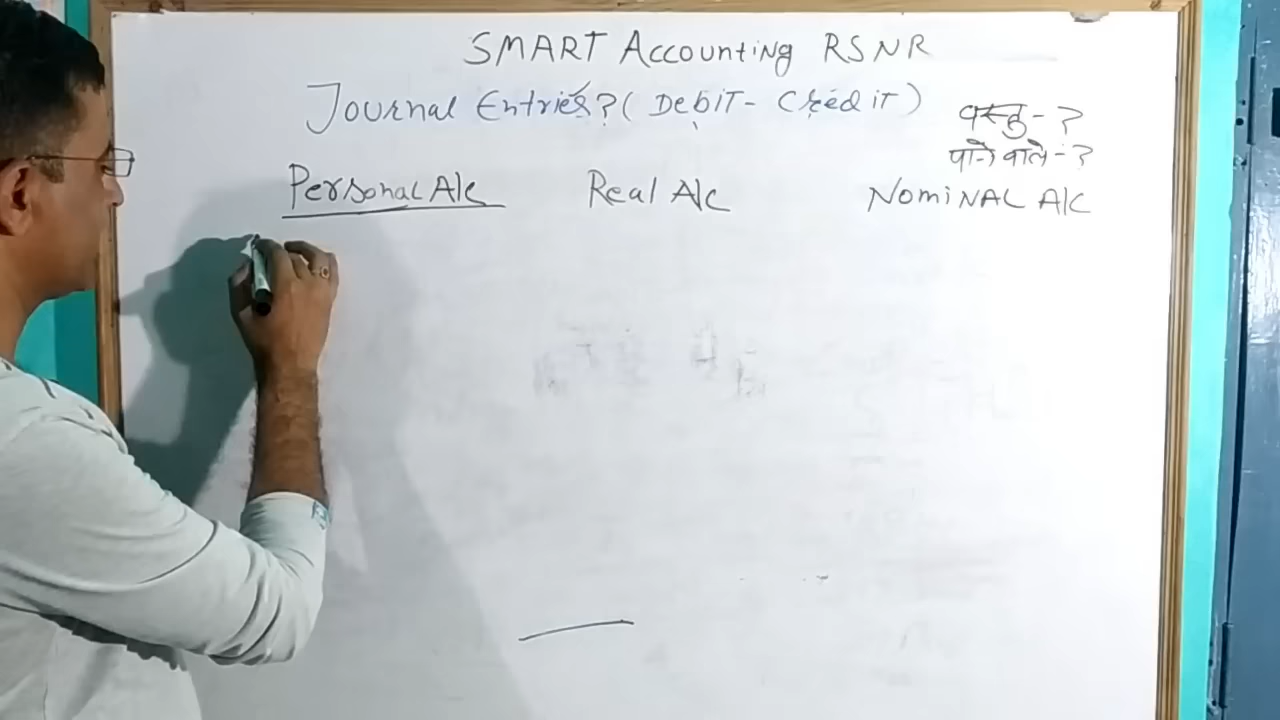 SMART Accounting RSNR
Journal Entries? (Debit - Credit)
वस्तु - ?
पाने वाले - ?
Personal A/c Real A/c Nominal A/c